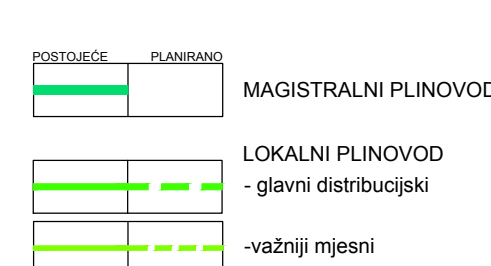 POSTOJEĆE PLANIRANO
MAGISTRALNI PLINOVOD
LOKALNI PLINOVOD
- glavni distribucijski
-važniji mjesni